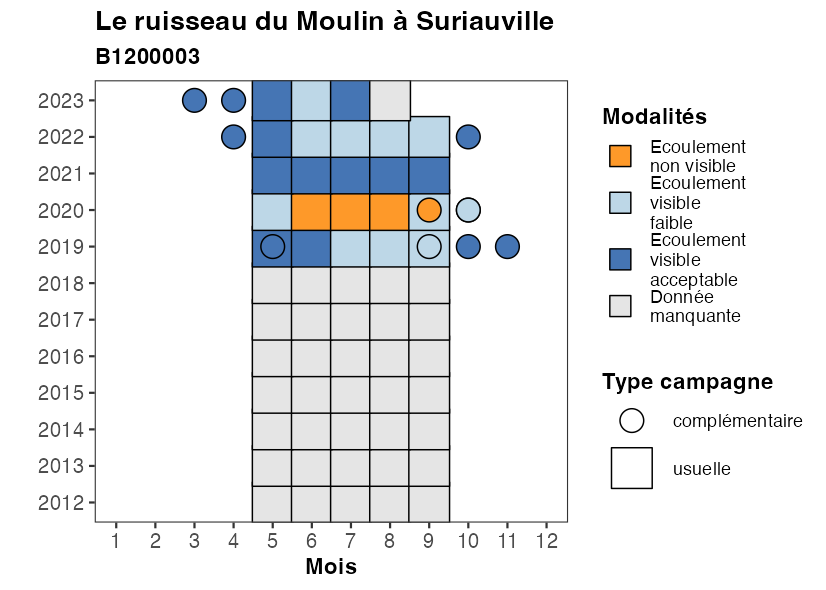 Le ruisseau du Moulin à Suriauville
B1200003
2023
2022
2021
2020
2019
2018
2017
2016
2015
2014
2013
2012
1 2 3 4 5 6 7 8 9 10 11 12
Mois
Modalités
Ecoulement
non visible
Ecoulement
visible
faible
Ecoulement
visible
acceptable
Donnée
manquante
Type campagne
complémentaire
usuelle